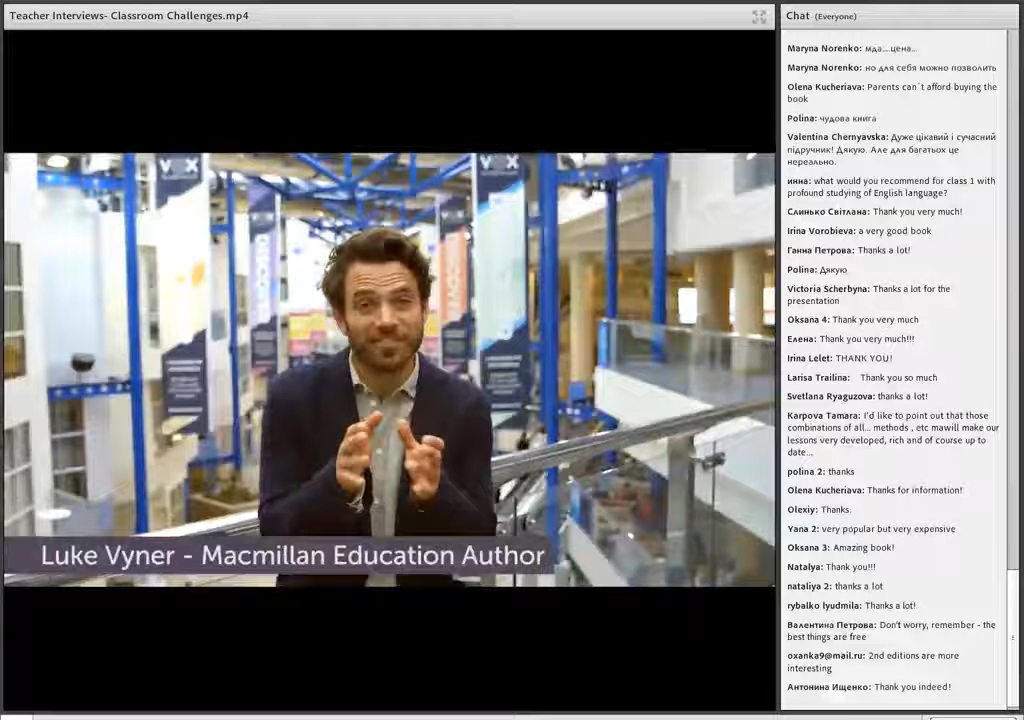 Teacher Interviews- Classroom Challenges.mp4
Luke Vyner - Macmillan Education Author
Chat (Everyone)
Maryna Norenko: мда....цена...
Maryna Norenko: но для себя можно позволить
Olena Kucheriava: Parents can`t afford buying the
book
Polina: чудова книга
Valentina Chernyavska: Дуже цікавий і сучасний
підручник! Дякую. Але для багатьох це
нереально.
инна: what would you recommend for class 1 with
profound studying of English language?
Слинько Світлана: Thank you very much!
Irina Vorobieva: a very good book
Ганна Петрова: Thanks a lot!
Polina: Дякую
Victoria Scherbyna: Thanks a lot for the
presentation
Oksana 4: Thank you very much
Елена: Thank you very much!!!
Irina Lelet: THANK YOU!
Larisa Trailina: Thank you so much
Svetlana Ryaguzova: thanks a lot!
Karpova Tamara: I'd like to point out that those
combinations of all... methods , etc mawill make our
lessons very developed, rich and of course up to
date...
polina 2: thanks
Olena Kucheriava: Thanks for information!
Olexiy: Thanks.
Yana 2: very popular but very expensive
Oksana 3: Amazing book!
Natalya: Thank you!!!
nataliya 2: thanks a lot
rybalko lyudmila: Thanks a lot!
Валентина Петрова: Don't worry, remember - the
best things are free
oxanka9@mail.ru: 2nd editions are more
interesting
Антонина Ищенко: Thank you indeed!